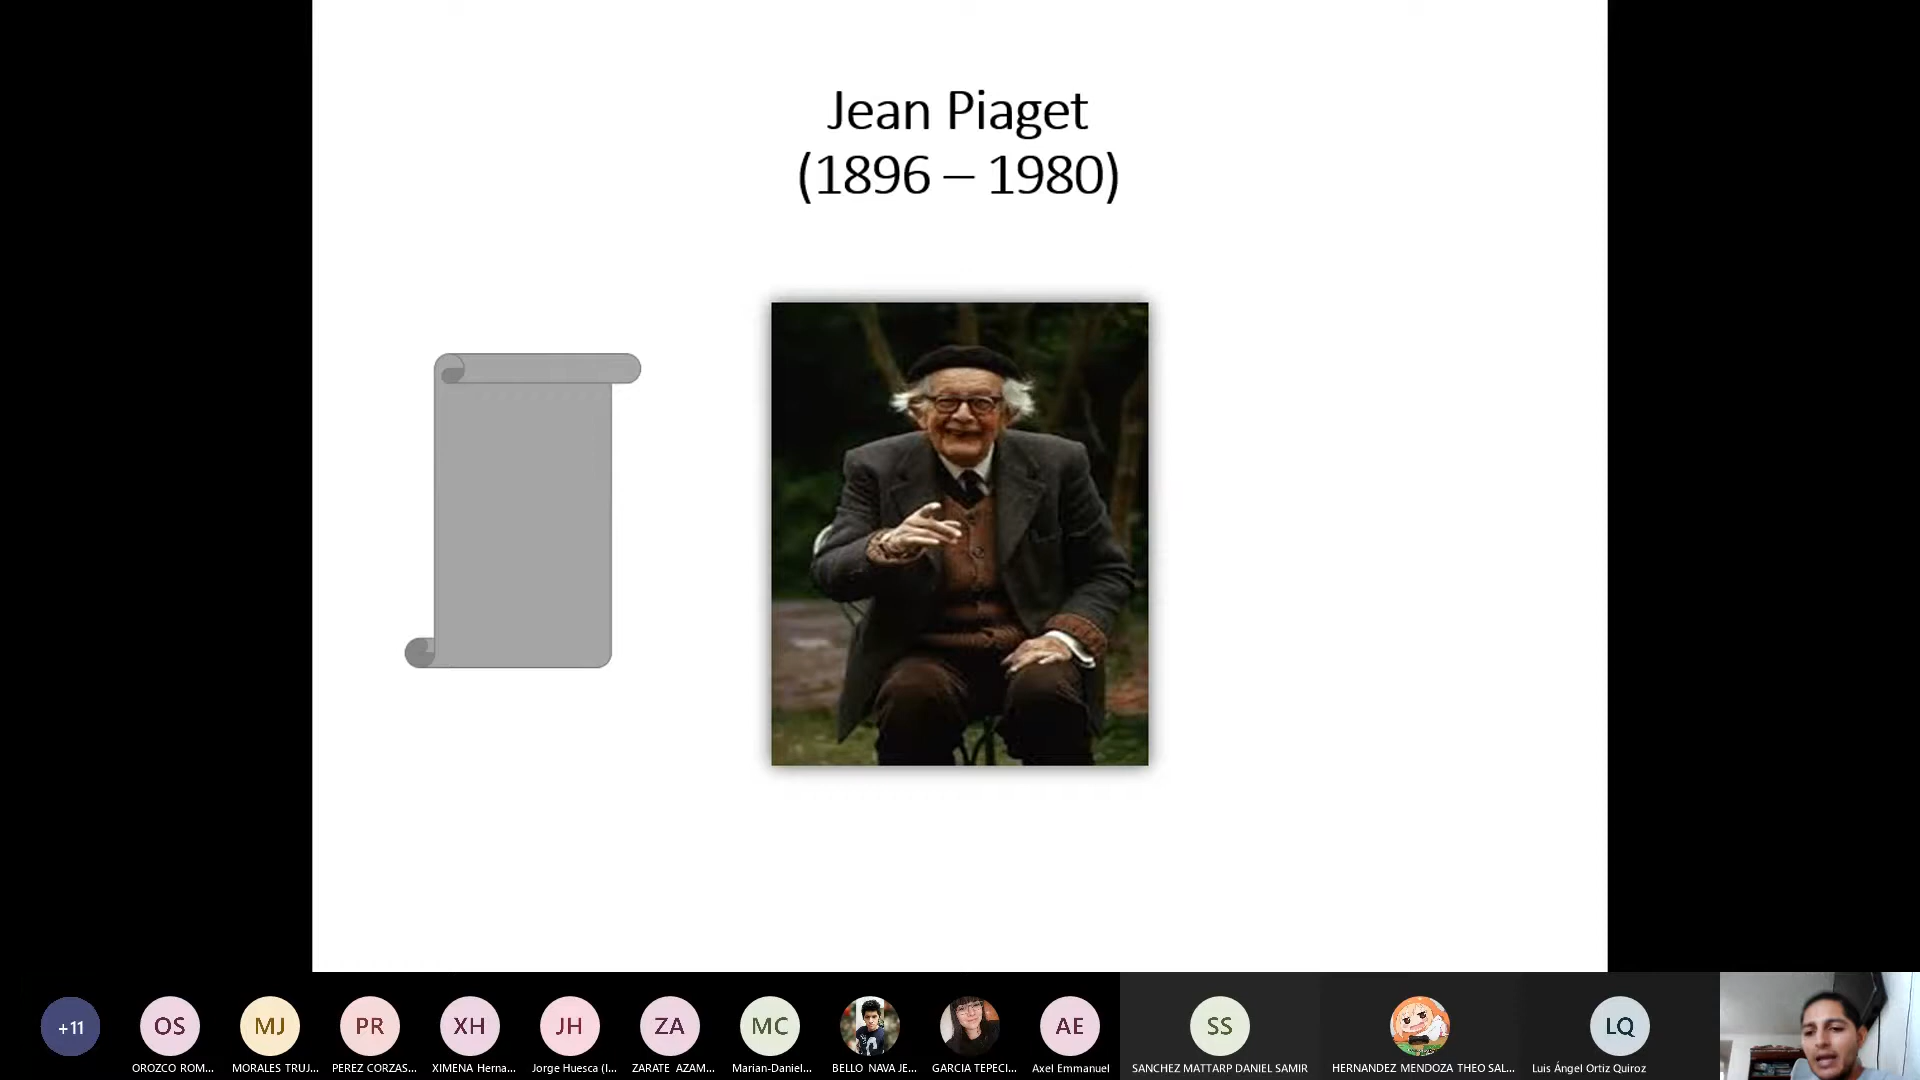 Jean Piaget
(1896 – 1980)
+11
OS
MJ
PR
XH
JH
ZA
MC
AE
SS
LQ
OROZCO ROM...
MORALES TRUJ...
PEREZ CORZAS...
XIMENA Herna...
Jorge Huesca (I...
ZARATE AZAM...
Marian-Daniel...
BELLO NAVA JE...
GARCIA TEPECI...
Axel Emmanuel
SANCHEZ MATTARP DANIEL SAMIR
HERNANDEZ MENDOZA THEO SAL...
Luis Ángel Ortiz Quiroz